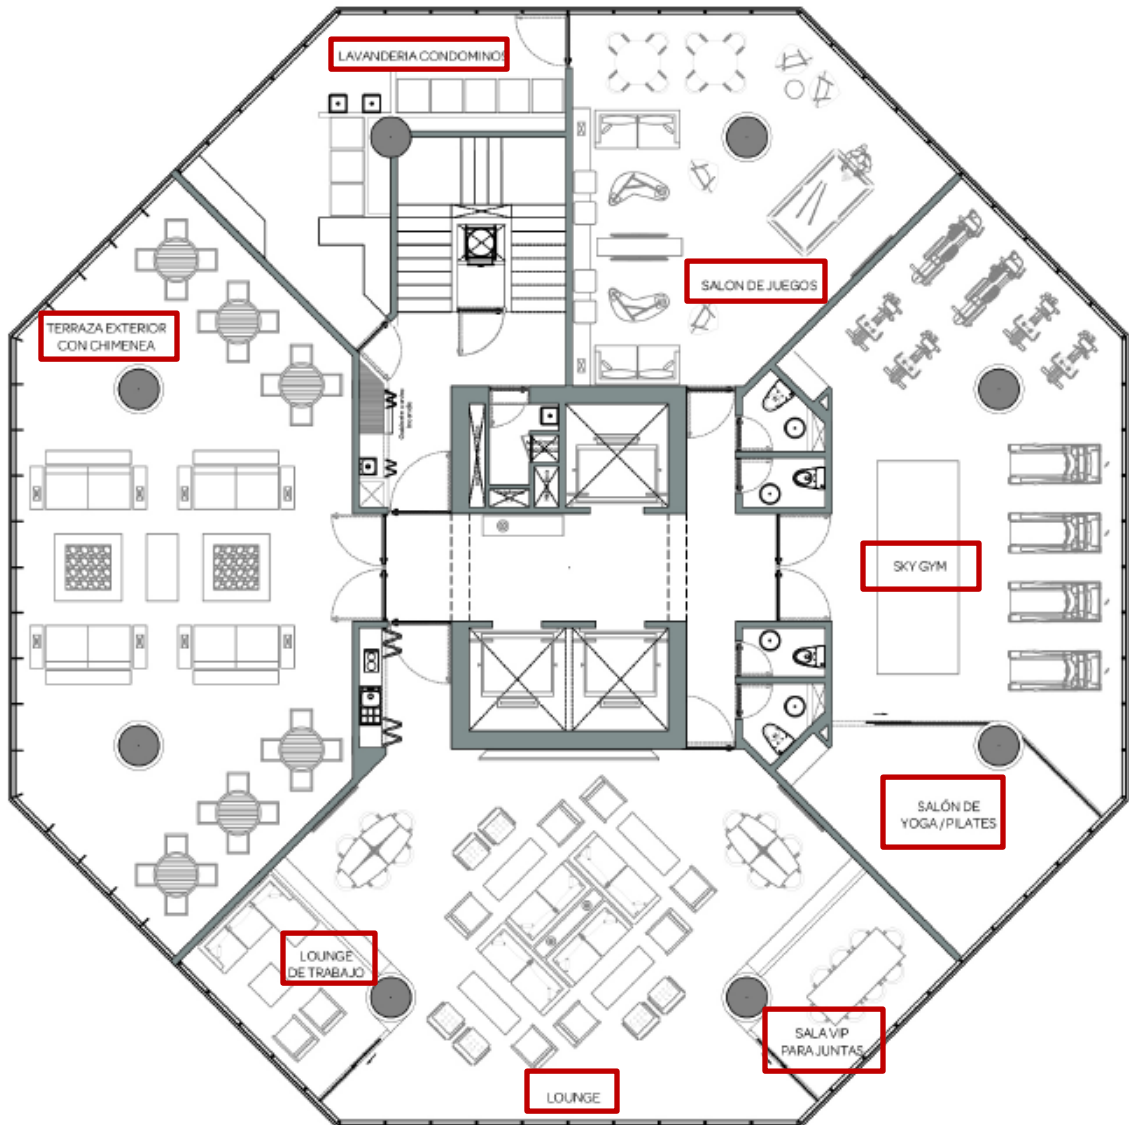 LAVANDERIA CONDOMINOS
SALON DE JUEGOS
TERRAZA EXTERIOR
CON CHIMENEA
SKY GYM
SALÓN DE
YOGA/PILATES
LOUNGE
DE TRABAJO
SALA VIP
PARA JUNTAS
LOUNGE